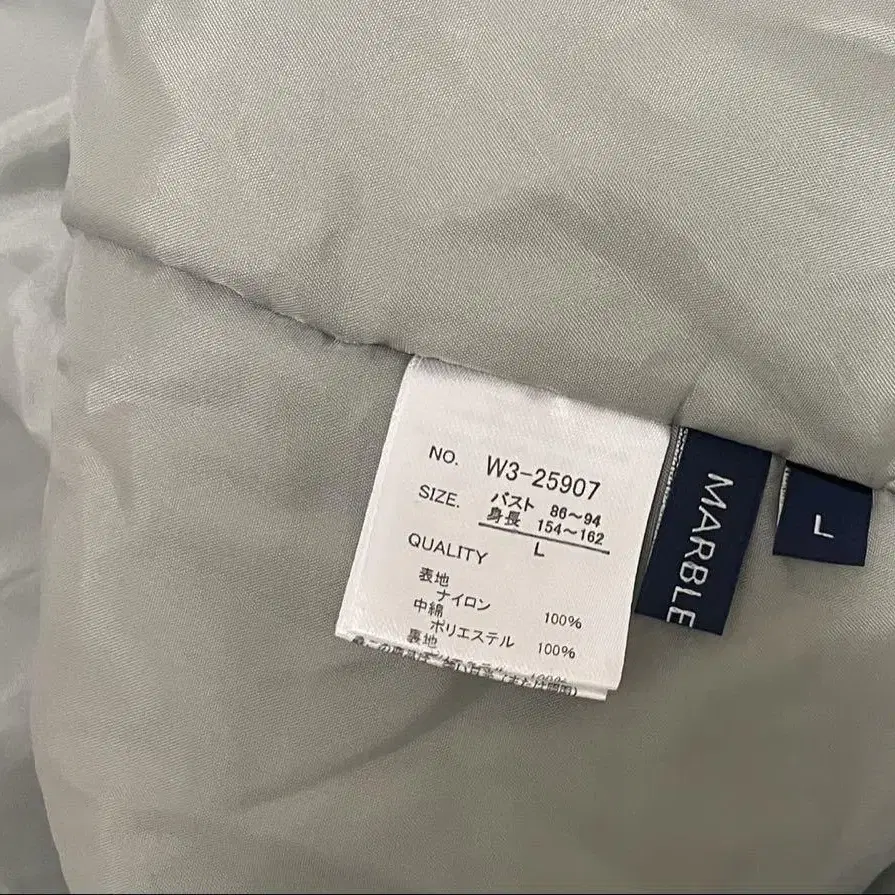 NO. W3-25907
SIZE. バスト 86～94
身長 154～162
L
QUALITY
表地
ナイロン 100%
中綿
ポリエステル 100%
裏地
100%
MARBLE
L